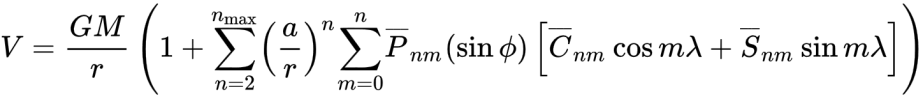 V = \frac{GM}{r} \left( 1 + \sum_{n=2}^{n_{\max}} \left( \frac{a}{r} \right)^n \sum_{m=0}^{n} \overline{P}_{nm}(\sin\phi) \left[ \overline{C}_{nm} \cos m\lambda + \overline{S}_{nm} \sin m\lambda \right] \right)